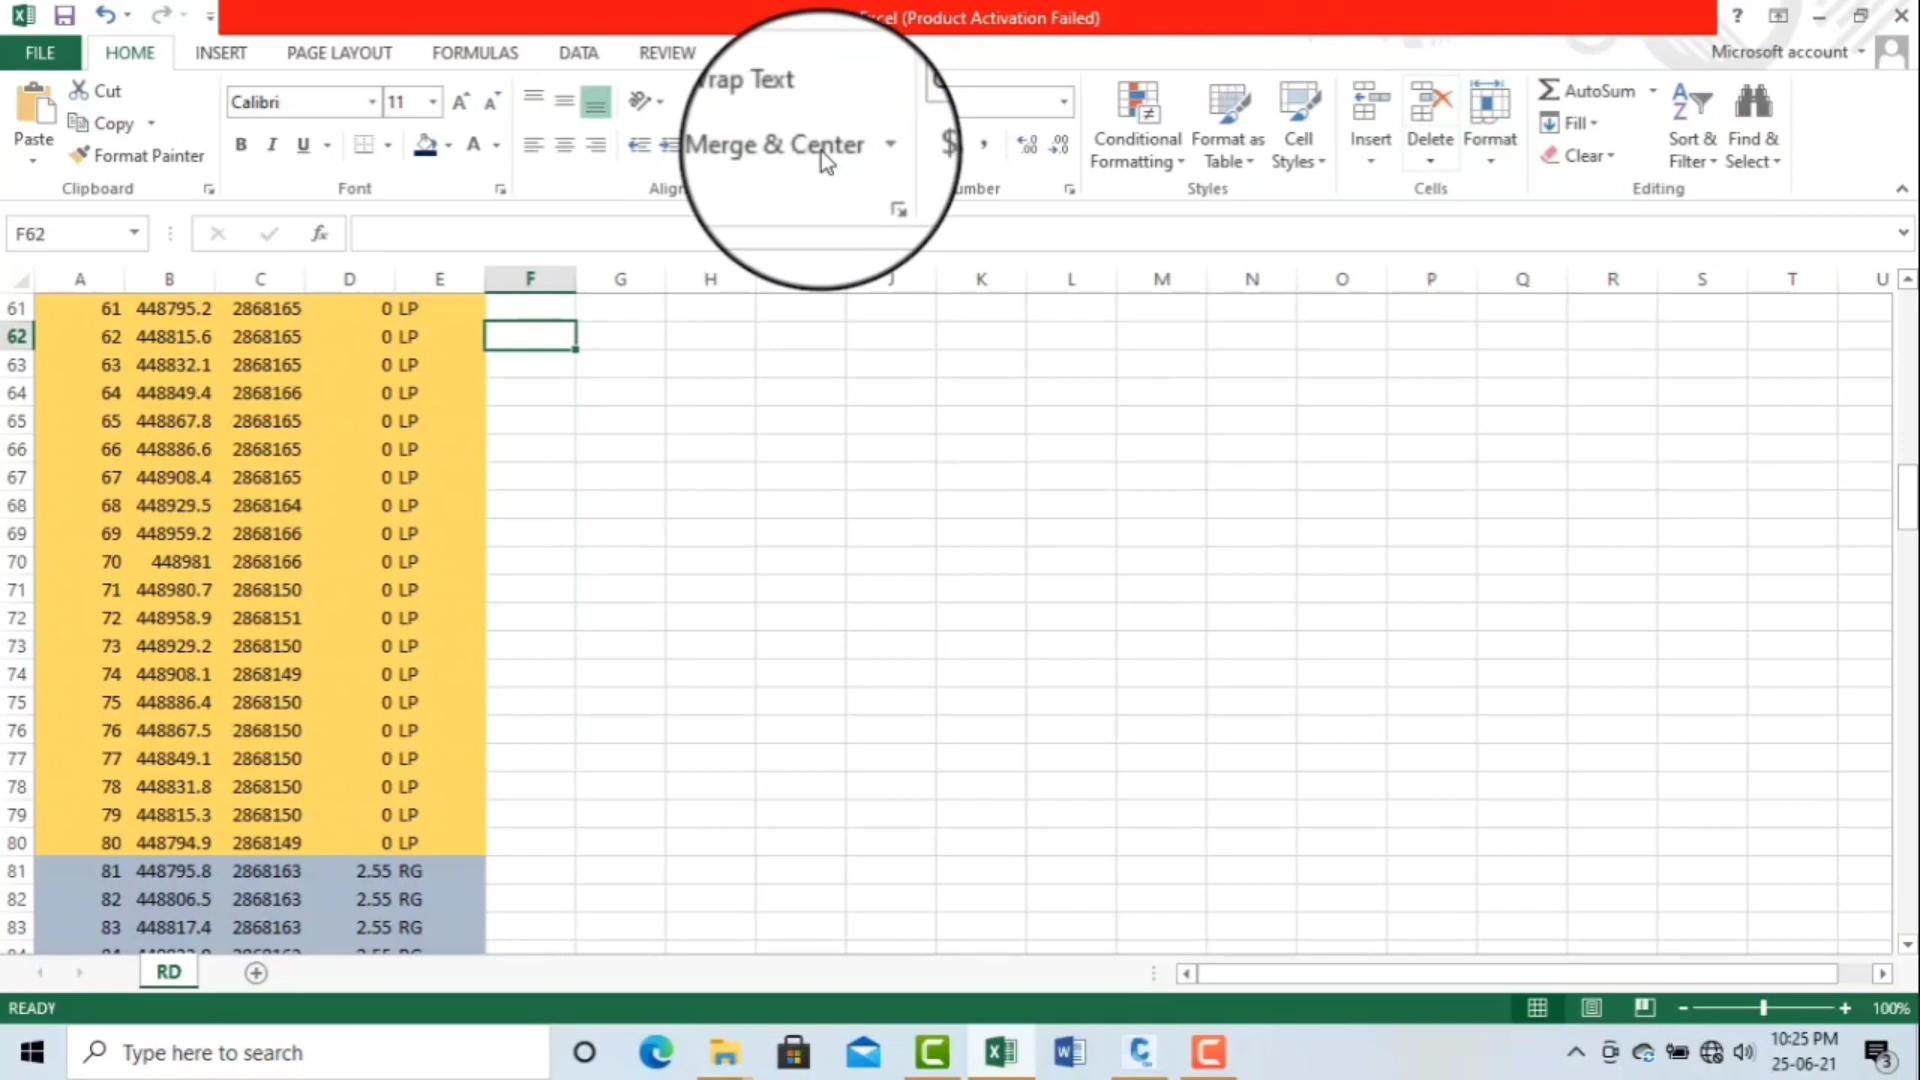 Excel (Product Activation Failed)
?
FILE HOME INSERT PAGE LAYOUT FORMULAS DATA REVIEW
Microsoft account
Paste
Cut
Copy
Format Painter
Clipboard
Calibri 11
B I U
A
Font
Wrap Text
Merge & Center
$ ,
Number
Conditional Formatting
Format as Table
Cell Styles
Styles
Insert
Delete
Format
Cells
AutoSum
Fill
Clear
Sort & Filter
Find & Select
Editing
F62
fx
A B C D E F G H J K L M N O P Q R S T U
61 61 448795.2 2868165 0 LP
62 62 448815.6 2868165 0 LP
63 63 448832.1 2868165 0 LP
64 64 448849.4 2868166 0 LP
65 65 448867.8 2868165 0 LP
66 66 448886.6 2868165 0 LP
67 67 448908.4 2868165 0 LP
68 68 448929.5 2868164 0 LP
69 69 448959.2 2868166 0 LP
70 70 448981 2868166 0 LP
71 71 448980.7 2868150 0 LP
72 72 448958.9 2868151 0 LP
73 73 448929.2 2868150 0 LP
74 74 448908.1 2868149 0 LP
75 75 448886.4 2868150 0 LP
76 76 448867.5 2868150 0 LP
77 77 448849.1 2868150 0 LP
78 78 448831.8 2868150 0 LP
79 79 448815.3 2868150 0 LP
80 80 448794.9 2868149 0 LP
81 81 448795.8 2868163 2.55 RG
82 82 448806.5 2868163 2.55 RG
83 83 448817.4 2868163 2.55 RG
RD
READY
100%
Type here to search
10:25 PM
25-06-21
3